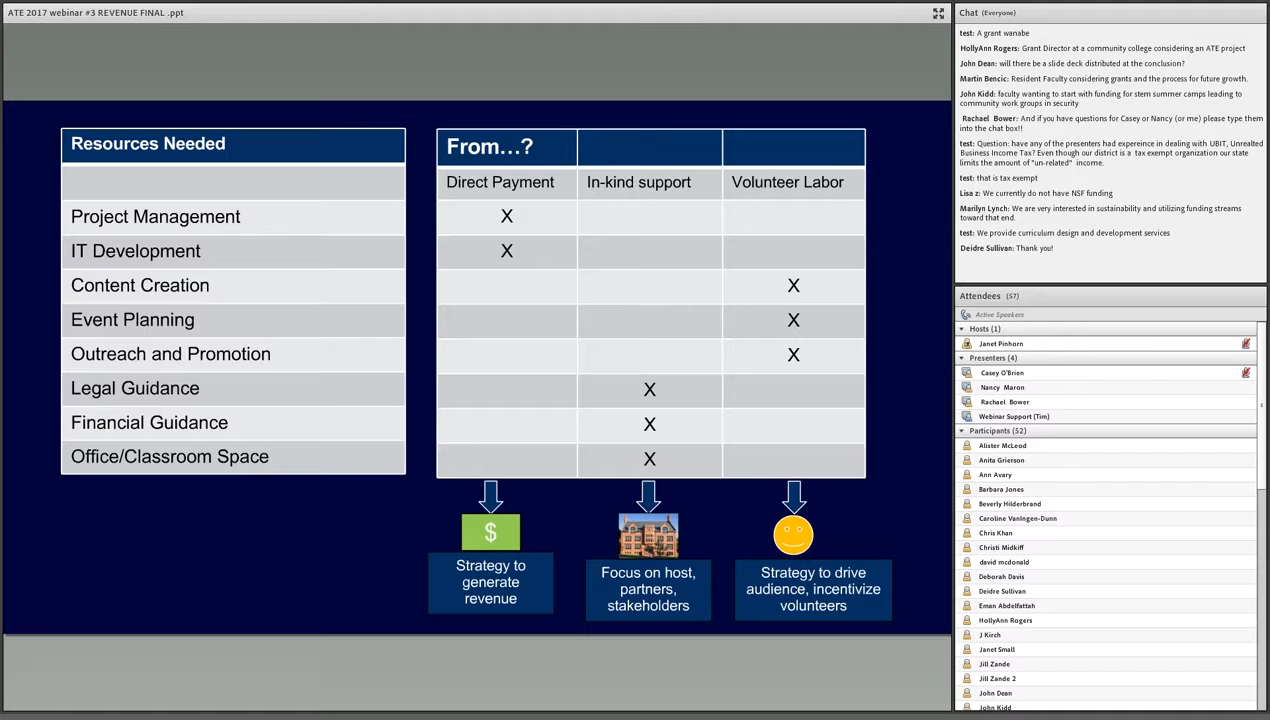 ATE 2017 webinar #3 REVENUE FINAL .ppt
Resources Needed
Project Management
IT Development
Content Creation
Event Planning
Outreach and Promotion
Legal Guidance
Financial Guidance
Office/Classroom Space
From...?
Direct Payment In-kind support Volunteer Labor
X
X
X
X
X
X
X
X
$
Strategy to
generate
revenue
Focus on host,
partners,
stakeholders
Strategy to drive
audience, incentivize
volunteers
Chat (Everyone)
test: A grant wanabe
HollyAnn Rogers: Grant Director at a community college considering an ATE project
John Dean: will there be a slide deck distributed at the conclusion?
Martin Bencic: Resident Faculty considering grants and the process for future growth.
John Kidd: faculty wanting to start with funding for stem summer camps leading to
community work groups in security
Rachael Bower: And if you have questions for Casey or Nancy (or me) please type them
into the chat box!!
test: Question: have any of the presenters had experence in dealing with UBIT, Unrealted
Business Income Tax? Even though our district is a tax exempt organization our state
limits the amount of "un-related" income.
test: that is tax exempt
Lisa z: We currently do not have NSF funding
Marilyn Lynch: We are very interested in sustainability and utilizing funding streams
toward that end.
test: We provide curriculum design and development services
Deidre Sullivan: Thank you!
Attendees (57)
Active Speakers
Hosts (1)
Janet Pinhorn
Presenters (4)
Casey O'Brien
Nancy Maron
Rachael Bower
Webinar Support (Tim)
Participants (52)
Alister McLeod
Anita Grierson
Ann Avary
Barbara Jones
Beverly Hilderbrand
Caroline VanIngen-Dunn
Chris Khan
Christi Midkiff
david mcdonald
Deborah Davis
Deidre Sullivan
Eman Abdelfattah
HollyAnn Rogers
J Kirch
Janet Small
Jill Zande
Jill Zande 2
John Dean
John Kidd